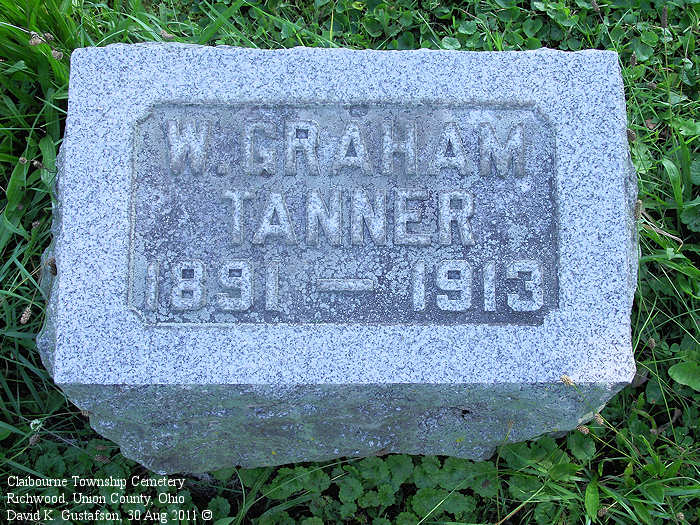 W. GRAHAM
TANNER
1891 — 1913
Claibourne Township Cemetery
Richwood, Union County, Ohio
David K. Gustafson, 30 Aug 2011 ©